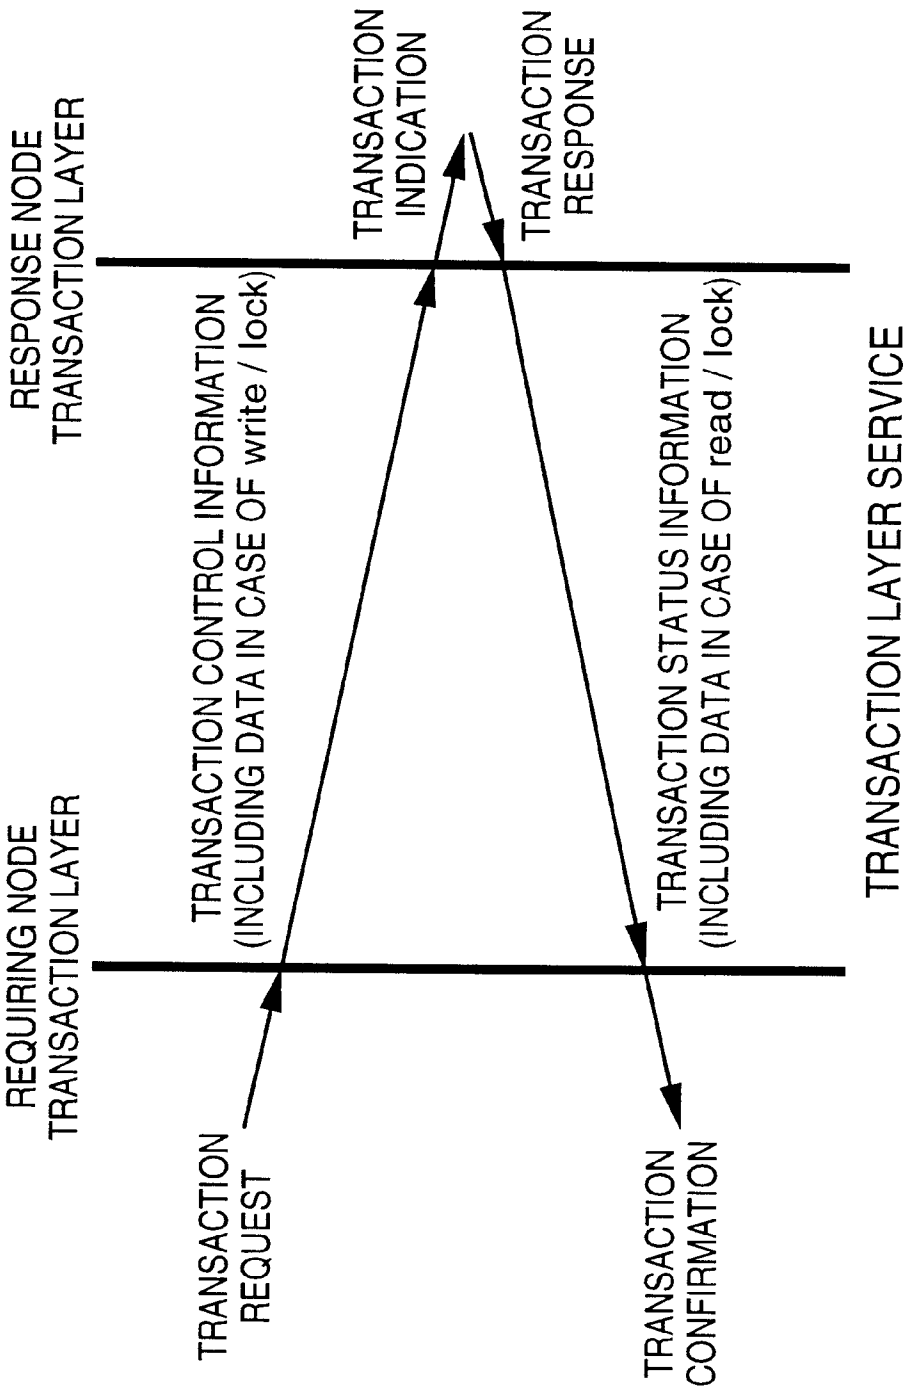 REQUIRING NODE
TRANSACTION LAYER
RESPONSE NODE
TRANSACTION LAYER
TRANSACTION
REQUEST
TRANSACTION CONTROL INFORMATION
(INCLUDING DATA IN CASE OF write / lock)
TRANSACTION
INDICATION
TRANSACTION
RESPONSE
TRANSACTION STATUS INFORMATION
(INCLUDING DATA IN CASE OF read / lock)
TRANSACTION
CONFIRMATION
TRANSACTION LAYER SERVICE